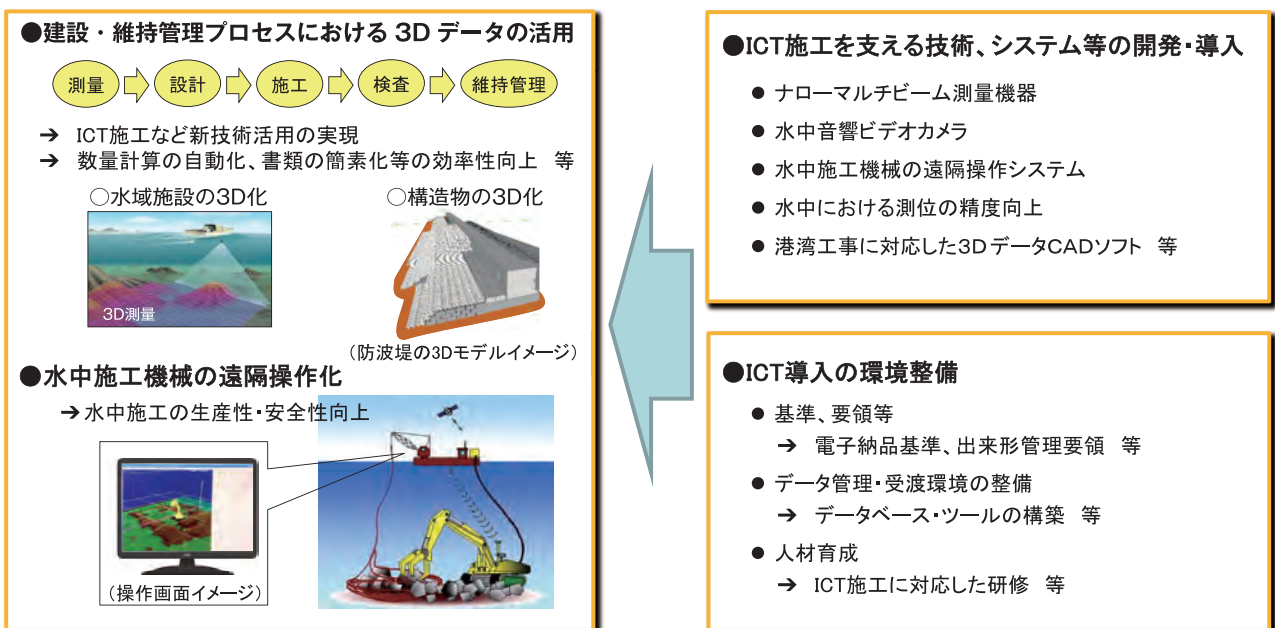 ●建設・維持管理プロセスにおける 3D データの活用
測量 設計 施工 検査 維持管理
➔ ICT施工など新技術活用の実現
➔ 数量計算の自動化、書類の簡素化等の効率性向上 等
○水域施設の3D化 ○構造物の3D化
3D測量
(防波堤の3Dモデルイメージ)
●水中施工機械の遠隔操作化
➔水中施工の生産性・安全性向上
(操作画面イメージ)
●ICT施工を支える技術、システム等の開発・導入
● ナローマルチビーム測量機器
● 水中音響ビデオカメラ
● 水中施工機械の遠隔操作システム
● 水中における測位の精度向上
● 港湾工事に対応した3DデータCADソフト 等
●ICT導入の環境整備
● 基準、要領等
➔ 電子納品基準、出来形管理要領 等
● データ管理・受渡環境の整備
➔ データベース・ツールの構築 等
● 人材育成
➔ ICT施工に対応した研修 等